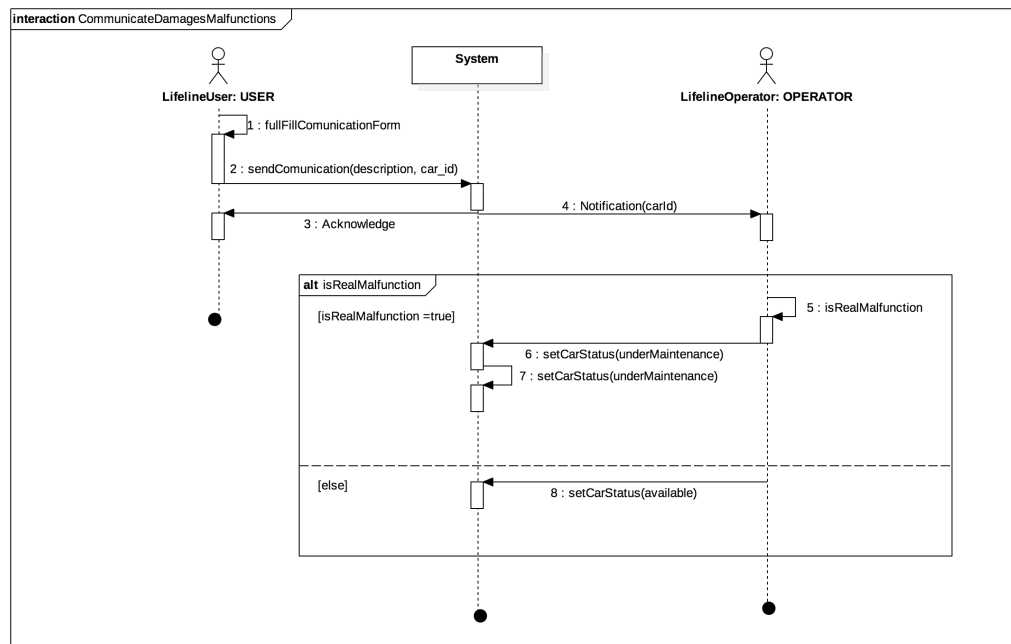 interaction CommunicateDamagesMalfunctions
System
LifelineUser: USER
LifelineOperator: OPERATOR
1 : fullFillComunicationForm
2 : sendComunication(description, car_id)
4 : Notification(carId)
3 : Acknowledge
alt isRealMalfunction
5 : isRealMalfunction
[isRealMalfunction =true]
6 : setCarStatus(underMaintenance)
7 : setCarStatus(underMaintenance)
[else]
8 : setCarStatus(available)